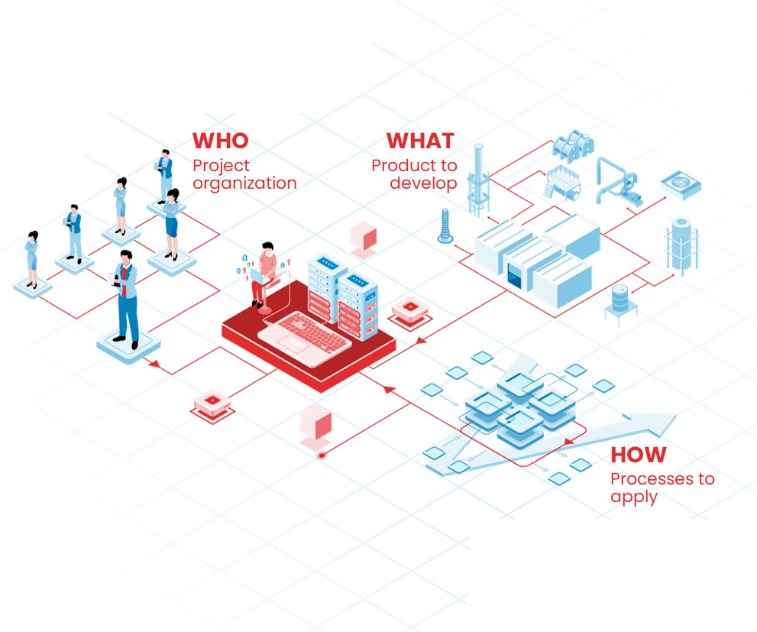 WHO
Project
organization
WHAT
Product to
develop
HOW
Processes to
apply